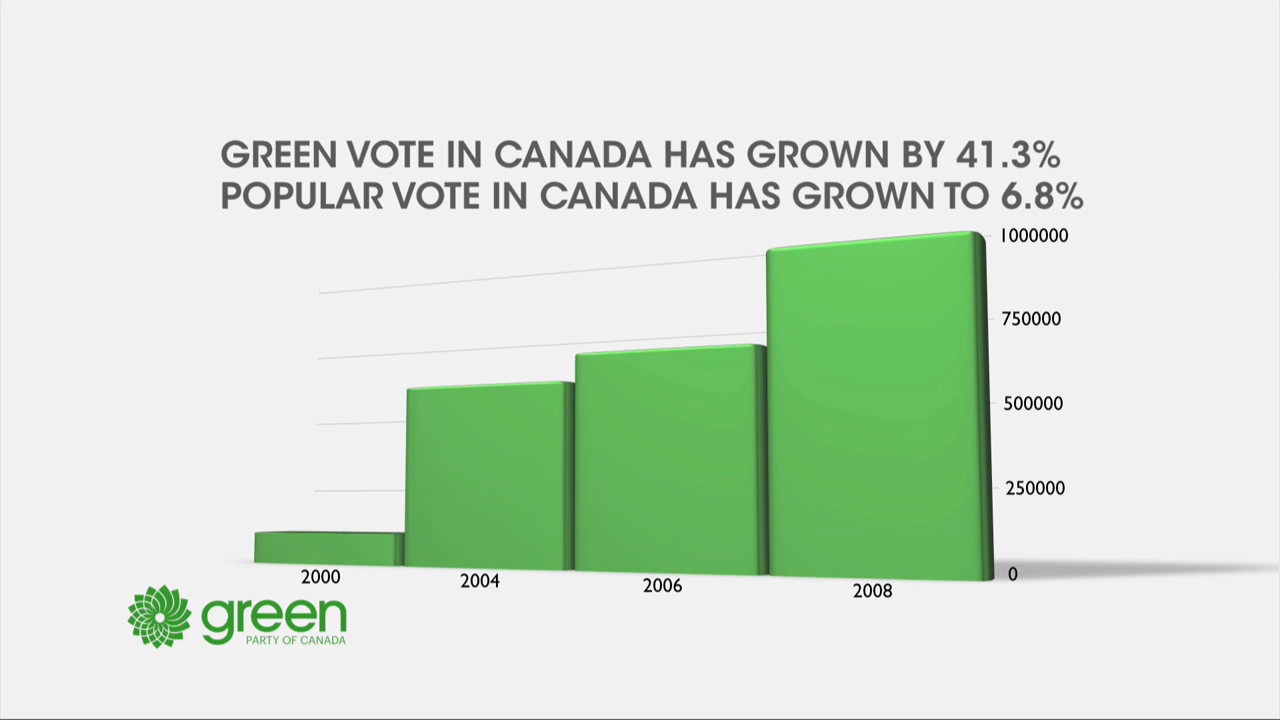 GREEN VOTE IN CANADA HAS GROWN BY 41.3%
POPULAR VOTE IN CANADA HAS GROWN TO 6.8%
1000000
750000
500000
250000
0
2000
2004
2006
2008
green
PARTY OF CANADA